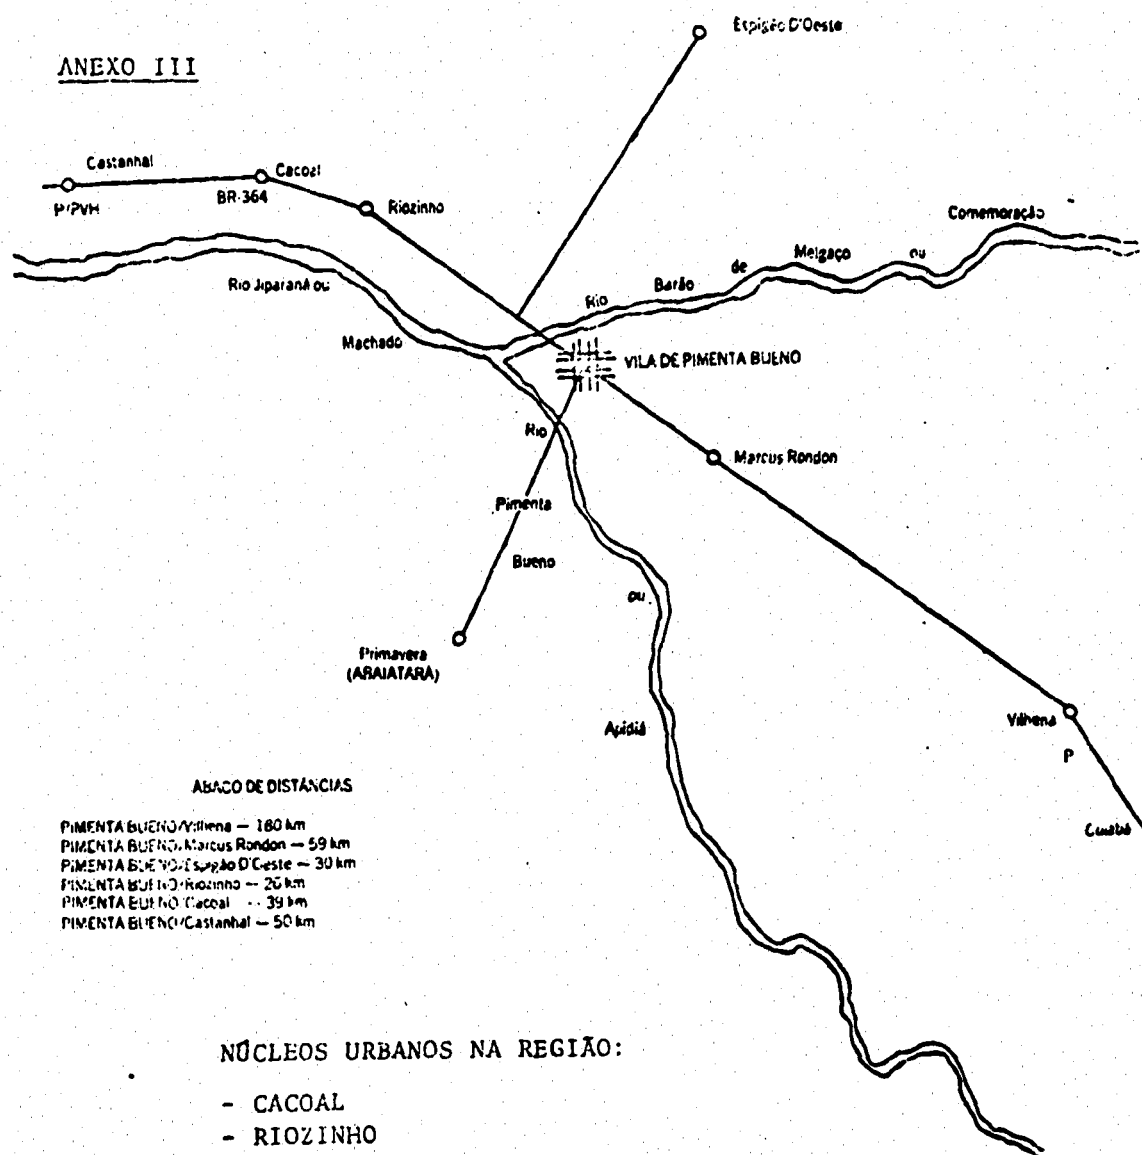 Espigão D'Oeste
ANEXO III
Castanhal
Cacoal
P/PVH
BR-364
Riozinho
Comemoração
ou
Melgaço
de
Barão
Rio
Rio Jiparaná ou
Machado
VILA DE PIMENTA BUENO
Rio
Marcus Rondon
Pimenta
Bueno
ou
Primavera
(ABAIATARÁ)
Apidiá
Vilhena
P
Cuiabá
ABACO DE DISTÂNCIAS
PIMENTA BUENO/Vilhena — 180 km
PIMENTA BUENO/Marcus Rondon — 59 km
PIMENTA BUENO/Espigão D'Oeste — 30 km
PIMENTA BUENO/Riozinho — 26 km
PIMENTA BUENO/Cacoal — 39 km
PIMENTA BUENO/Castanhal — 50 km
NÚCLEOS URBANOS NA REGIÃO:
- CACOAL
- RIOZINHO